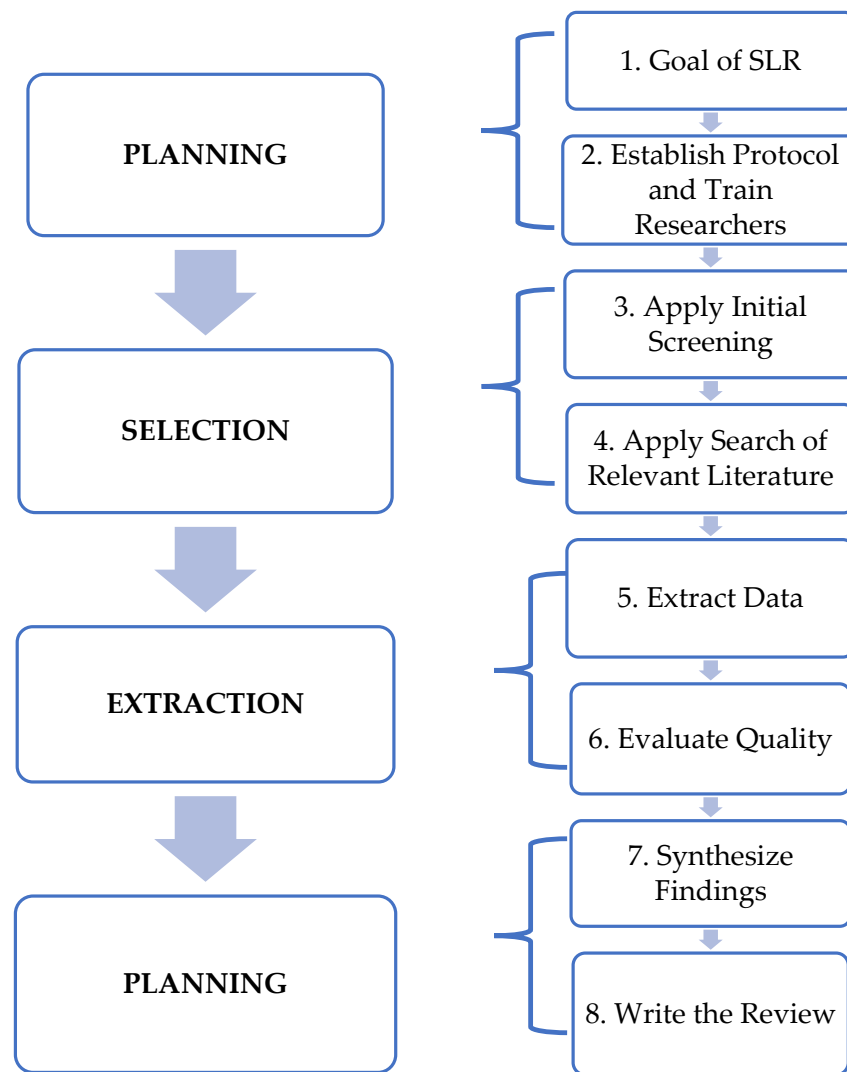 PLANNING
1. Goal of SLR
2. Establish Protocol
and Train
Researchers
SELECTION
3. Apply Initial
Screening
4. Apply Search of
Relevant Literature
EXTRACTION
5. Extract Data
6. Evaluate Quality
PLANNING
7. Synthesize
Findings
8. Write the Review